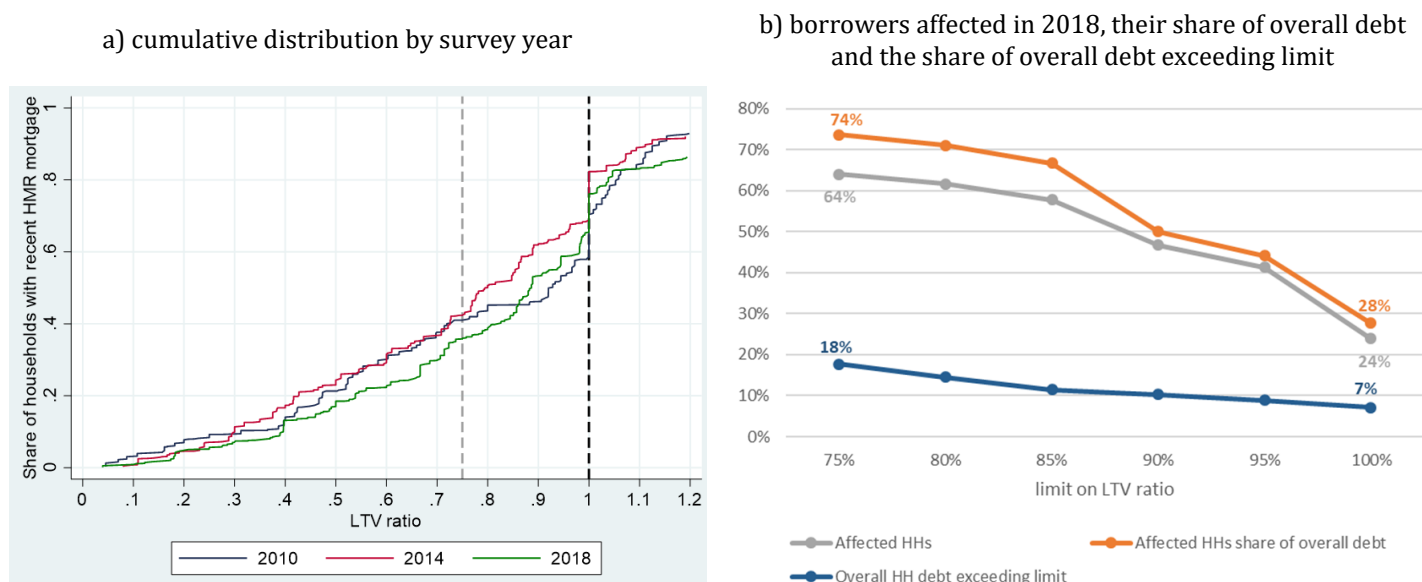 a) cumulative distribution by survey year
b) borrowers affected in 2018, their share of overall debt
and the share of overall debt exceeding limit
Share of households with recent HMR mortgage
1
.8
.6
.4
.2
0
0 .1 .2 .3 .4 .5 .6 .7 .8 .9 1 1.1 1.2
LTV ratio
2010 2014 2018
80%
70%
60%
50%
40%
30%
20%
10%
0%
74%
64%
18%
28%
24%
7%
75% 80% 85% 90% 95% 100%
limit on LTV ratio
Affected HHs Affected HHs share of overall debt
Overall HH debt exceeding limit